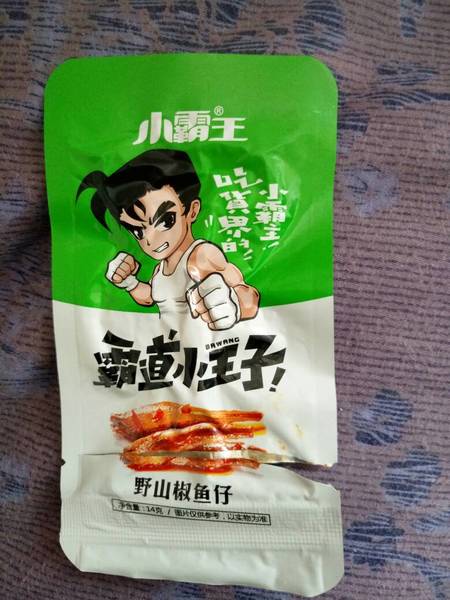 小霸王®
吃货界的
小霸主
BAWANG
霸道小王子!
野山椒鱼仔
净含量:14克 / 图片仅供参考,以实物为准